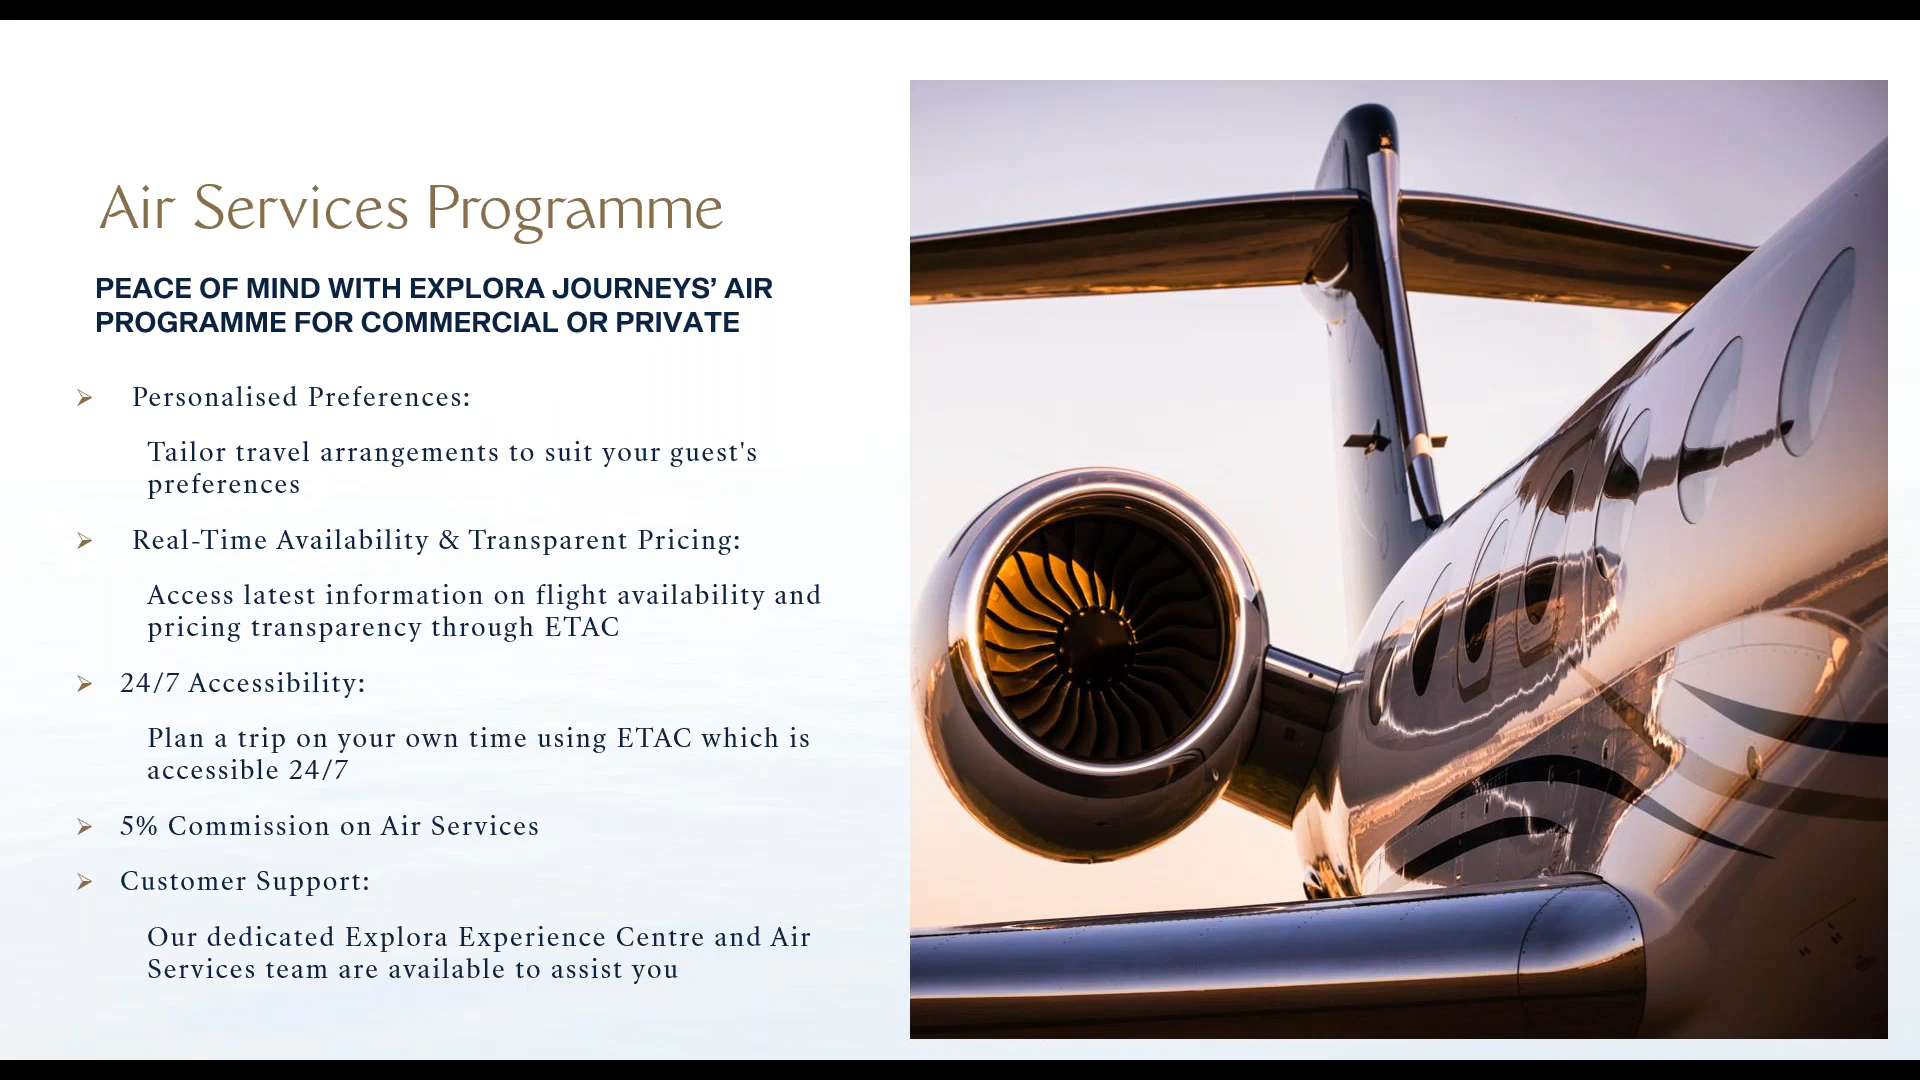 Air Services Programme
PEACE OF MIND WITH EXPLORA JOURNEYS’ AIR
PROGRAMME FOR COMMERCIAL OR PRIVATE
Personalised Preferences:
Tailor travel arrangements to suit your guest's
preferences
Real-Time Availability & Transparent Pricing:
Access latest information on flight availability and
pricing transparency through ETAC
24/7 Accessibility:
Plan a trip on your own time using ETAC which is
accessible 24/7
5% Commission on Air Services
Customer Support:
Our dedicated Explora Experience Centre and Air
Services team are available to assist you